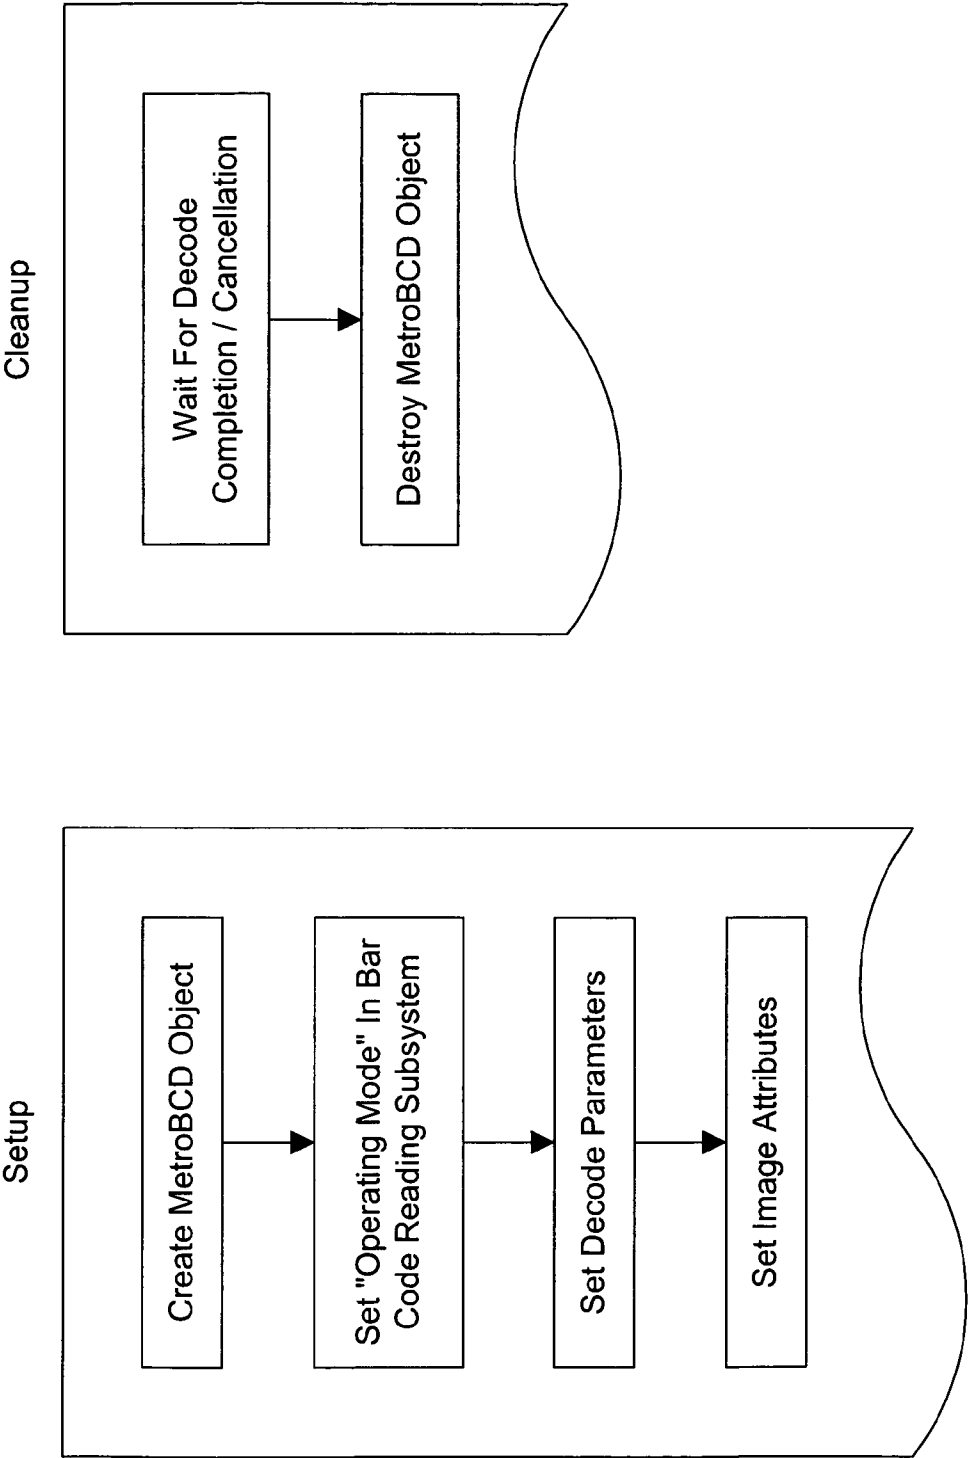 Setup
Create MetroBCD Object
Set "Operating Mode" In Bar
Code Reading Subsystem
Set Decode Parameters
Set Image Attributes
Cleanup
Wait For Decode
Completion / Cancellation
Destroy MetroBCD Object